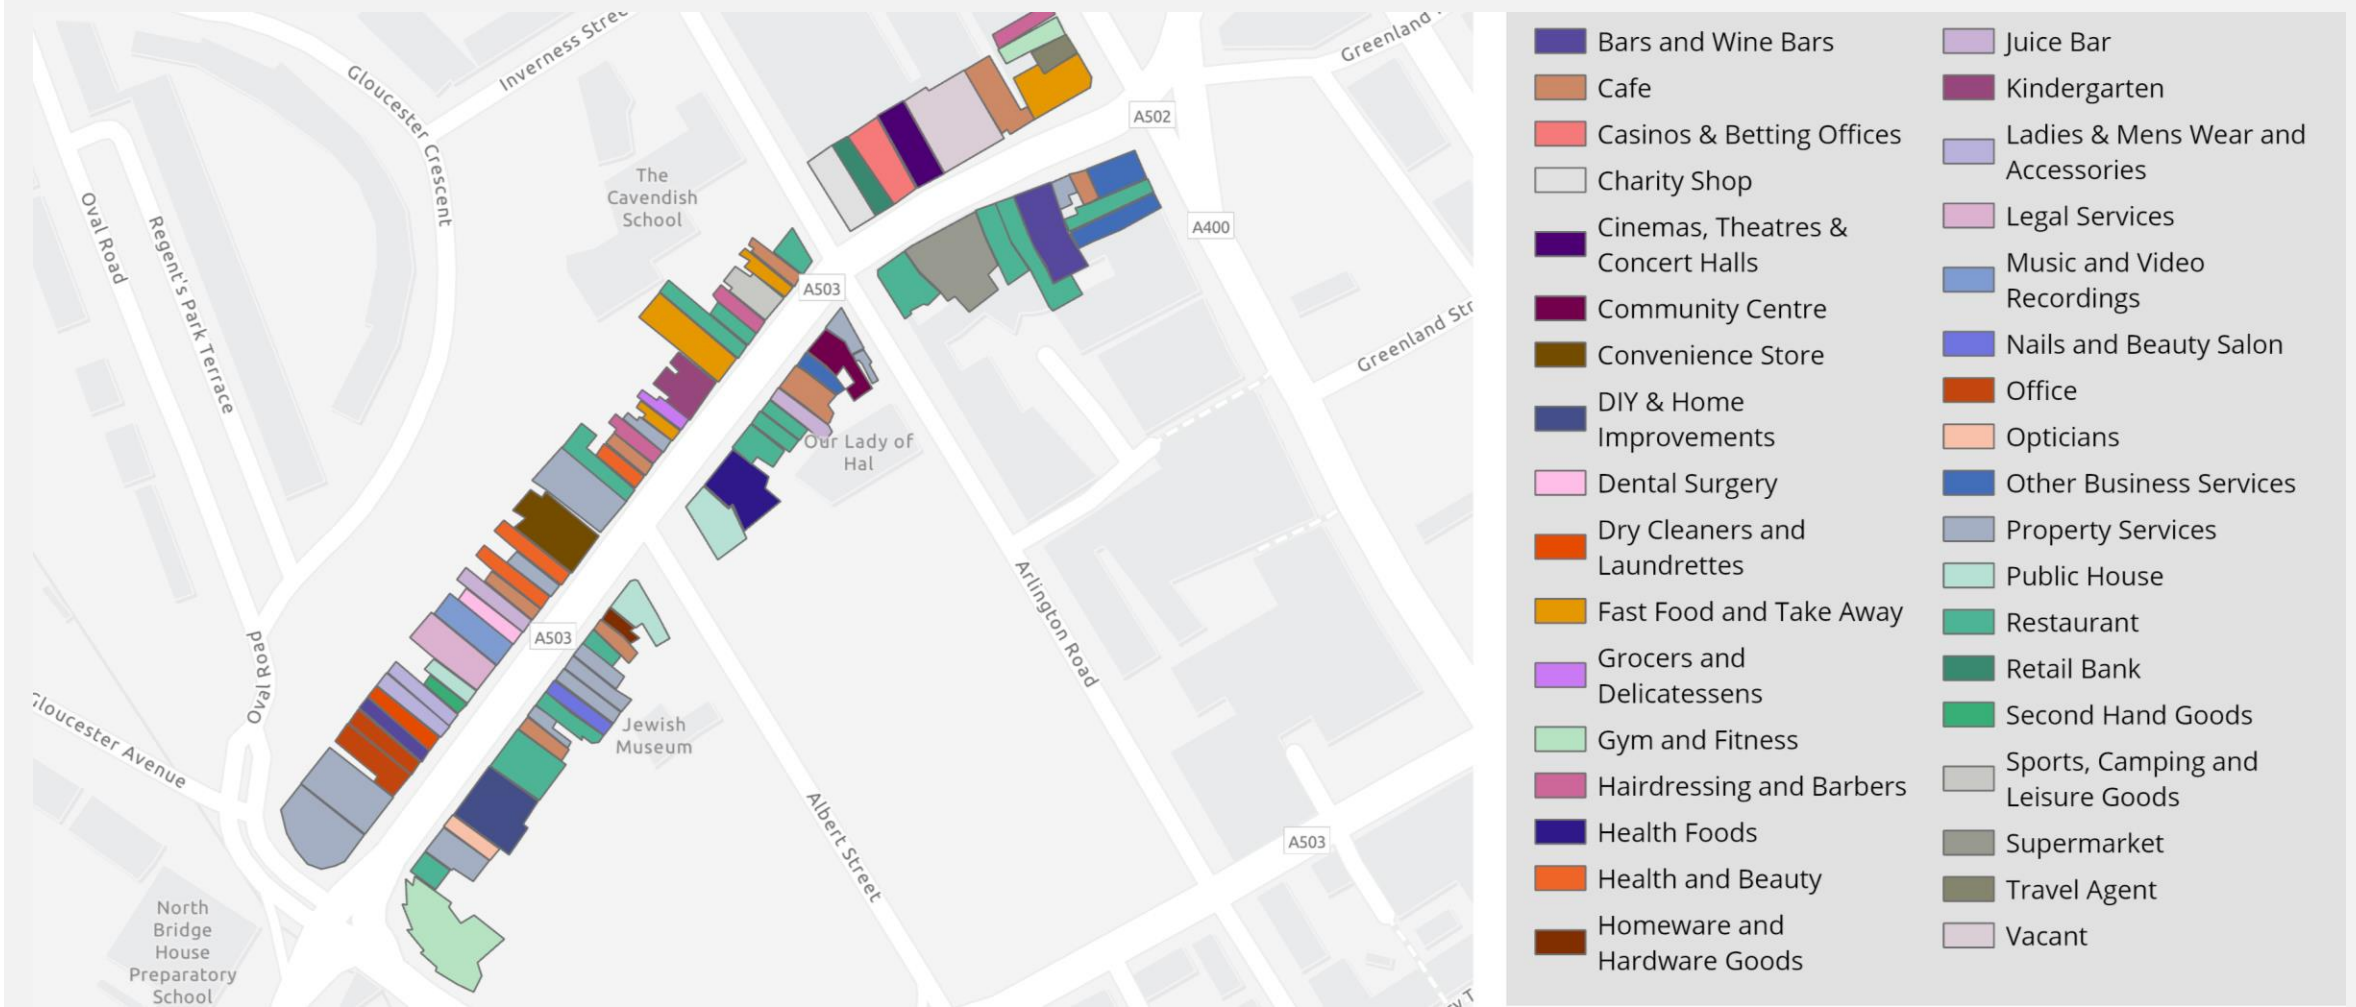 Inverness Stree
Greenland
Gloucester Crescent
A502
The
Cavendish
School
Oval Road
Regent's Park Terrace
A400
A503
Greenland Str
Our Lady of
Hal
Arlington Road
A503
Oval Road
Gloucester Avenue
Jewish
Museum
Albert Street
A503
North
Bridge
House
Preparatory
School
Bars and Wine Bars
Cafe
Casinos & Betting Offices
Charity Shop
Cinemas, Theatres &
Concert Halls
Community Centre
Convenience Store
DIY & Home
Improvements
Dental Surgery
Dry Cleaners and
Laundrettes
Fast Food and Take Away
Grocers and
Delicatessens
Gym and Fitness
Hairdressing and Barbers
Health Foods
Health and Beauty
Homeware and
Hardware Goods
Juice Bar
Kindergarten
Ladies & Mens Wear and
Accessories
Legal Services
Music and Video
Recordings
Nails and Beauty Salon
Office
Opticians
Other Business Services
Property Services
Public House
Restaurant
Retail Bank
Second Hand Goods
Sports, Camping and
Leisure Goods
Supermarket
Travel Agent
Vacant